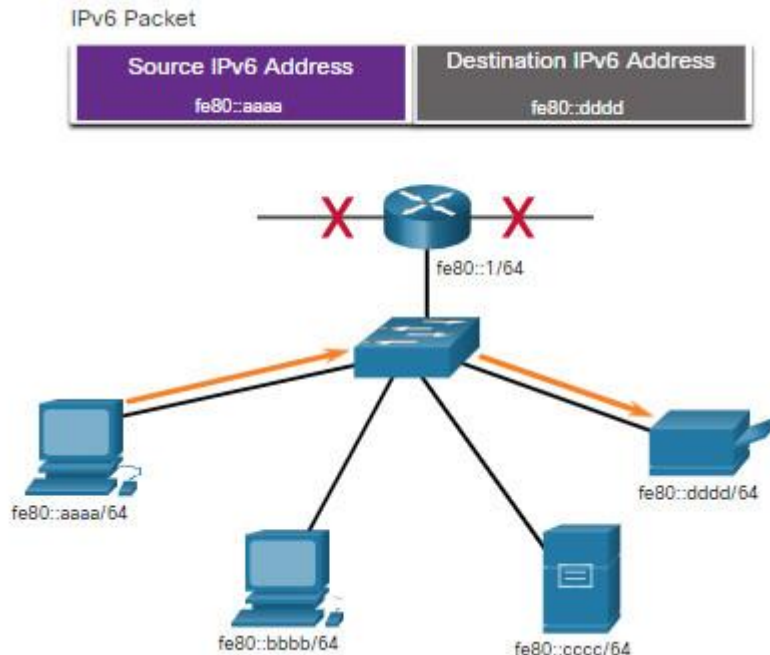 IPv6 Packet
Source IPv6 Address
fe80::aaaa
Destination IPv6 Address
fe80::dddd
fe80::1/64
fe80::aaaa/64
fe80::dddd/64
fe80::bbbb/64
fe80::cccc/64